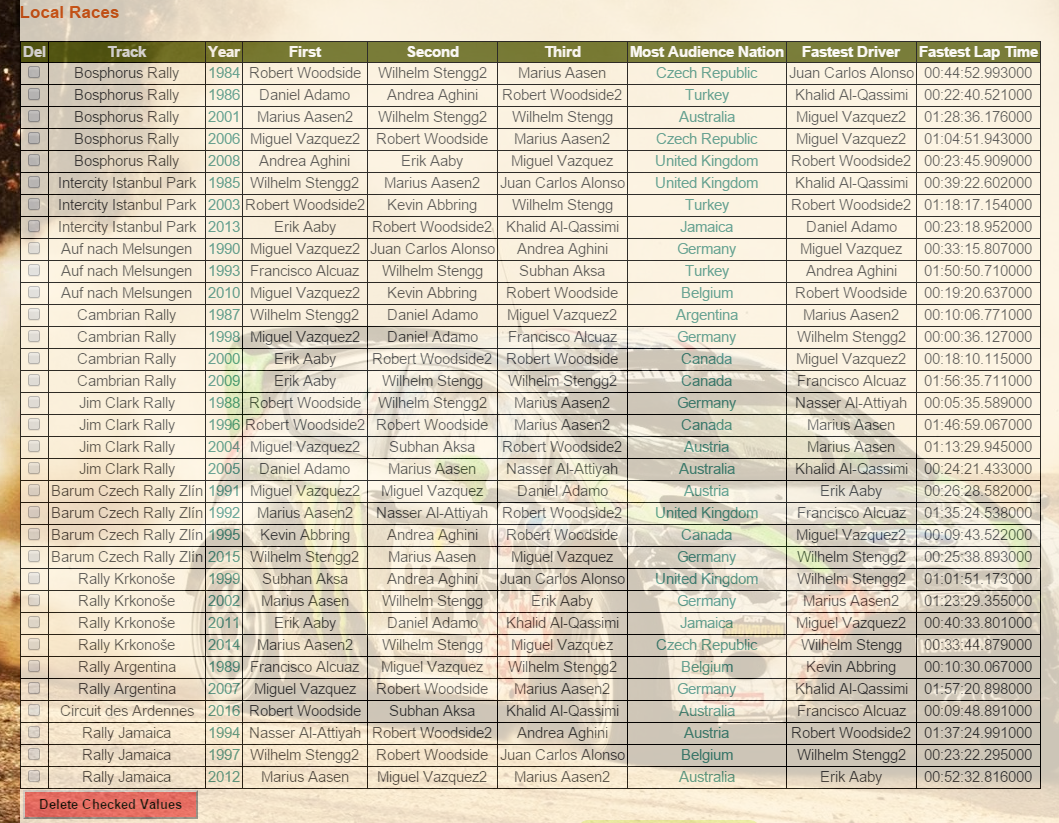 Local Races
Del Track Year First Second Third Most Audience Nation Fastest Driver Fastest Lap Time
Bosphorus Rally 1984 Robert Woodside Wilhelm Stengg2 Marius Aasen Czech Republic Juan Carlos Alonso 00:44:52.993000
Bosphorus Rally 1986 Daniel Adamo Andrea Aghini Robert Woodside2 Turkey Khalid Al-Qassimi 00:22:40.521000
Bosphorus Rally 2001 Marius Aasen2 Wilhelm Stengg2 Wilhelm Stengg Australia Miguel Vazquez2 01:28:36.176000
Bosphorus Rally 2006 Miguel Vazquez2 Robert Woodside Marius Aasen2 Czech Republic Miguel Vazquez2 01:04:51.943000
Bosphorus Rally 2008 Andrea Aghini Erik Aaby Miguel Vazquez United Kingdom Robert Woodside2 00:23:45.909000
Intercity Istanbul Park 1985 Wilhelm Stengg2 Marius Aasen2 Juan Carlos Alonso United Kingdom Khalid Al-Qassimi 00:39:22.602000
Intercity Istanbul Park 2003 Robert Woodside2 Kevin Abbring Wilhelm Stengg Turkey Robert Woodside2 01:18:17.154000
Intercity Istanbul Park 2013 Erik Aaby Robert Woodside2 Khalid Al-Qassimi Jamaica Daniel Adamo 00:23:18.952000
Auf nach Melsungen 1990 Miguel Vazquez2 Juan Carlos Alonso Andrea Aghini Germany Miguel Vazquez 00:33:15.807000
Auf nach Melsungen 1993 Francisco Alcuaz Wilhelm Stengg Subhan Aksa Turkey Andrea Aghini 01:50:50.710000
Auf nach Melsungen 2010 Miguel Vazquez2 Kevin Abbring Robert Woodside Belgium Robert Woodside 00:19:20.637000
Cambrian Rally 1987 Wilhelm Stengg2 Daniel Adamo Miguel Vazquez2 Argentina Marius Aasen2 00:10:06.771000
Cambrian Rally 1998 Miguel Vazquez2 Daniel Adamo Francisco Alcuaz Germany Wilhelm Stengg2 00:00:36.127000
Cambrian Rally 2000 Erik Aaby Robert Woodside2 Robert Woodside Canada Miguel Vazquez2 00:18:10.115000
Cambrian Rally 2009 Erik Aaby Wilhelm Stengg Wilhelm Stengg2 Canada Francisco Alcuaz 01:56:35.711000
Jim Clark Rally 1988 Robert Woodside Wilhelm Stengg2 Marius Aasen2 Germany Nasser Al-Attiyah 00:05:35.589000
Jim Clark Rally 1996 Robert Woodside2 Robert Woodside Marius Aasen2 Canada Marius Aasen 01:46:59.067000
Jim Clark Rally 2004 Miguel Vazquez2 Subhan Aksa Robert Woodside2 Austria Marius Aasen 01:13:29.945000
Jim Clark Rally 2005 Daniel Adamo Marius Aasen Nasser Al-Attiyah Australia Khalid Al-Qassimi 00:24:21.433000
Barum Czech Rally Zlín 1991 Miguel Vazquez2 Miguel Vazquez Daniel Adamo Austria Erik Aaby 00:26:28.582000
Barum Czech Rally Zlín 1992 Marius Aasen2 Nasser Al-Attiyah Robert Woodside2 United Kingdom Francisco Alcuaz 01:35:24.538000
Barum Czech Rally Zlín 1995 Kevin Abbring Andrea Aghini Robert Woodside Canada Miguel Vazquez2 00:09:43.522000
Barum Czech Rally Zlín 2015 Wilhelm Stengg2 Marius Aasen Miguel Vazquez Germany Wilhelm Stengg2 00:25:38.893000
Rally Krkonoše 1999 Subhan Aksa Andrea Aghini Juan Carlos Alonso United Kingdom Wilhelm Stengg2 01:01:51.173000
Rally Krkonoše 2002 Marius Aasen Wilhelm Stengg Erik Aaby Germany Marius Aasen2 01:23:29.355000
Rally Krkonoše 2011 Erik Aaby Daniel Adamo Khalid Al-Qassimi Jamaica Miguel Vazquez2 00:40:33.801000
Rally Krkonoše 2014 Marius Aasen2 Wilhelm Stengg Miguel Vazquez Czech Republic Wilhelm Stengg 00:33:44.879000
Rally Argentina 1989 Francisco Alcuaz Miguel Vazquez Wilhelm Stengg2 Belgium Kevin Abbring 00:10:30.067000
Rally Argentina 2007 Miguel Vazquez Robert Woodside Marius Aasen2 Germany Khalid Al-Qassimi 01:57:20.898000
Circuit des Ardennes 2016 Robert Woodside Subhan Aksa Khalid Al-Qassimi Australia Francisco Alcuaz 00:09:48.891000
Rally Jamaica 1994 Nasser Al-Attiyah Robert Woodside2 Andrea Aghini Austria Robert Woodside2 01:37:24.991000
Rally Jamaica 1997 Wilhelm Stengg2 Robert Woodside Juan Carlos Alonso Belgium Wilhelm Stengg2 00:23:22.295000
Rally Jamaica 2012 Marius Aasen Miguel Vazquez2 Marius Aasen2 Australia Erik Aaby 00:52:32.816000
Delete Checked Values